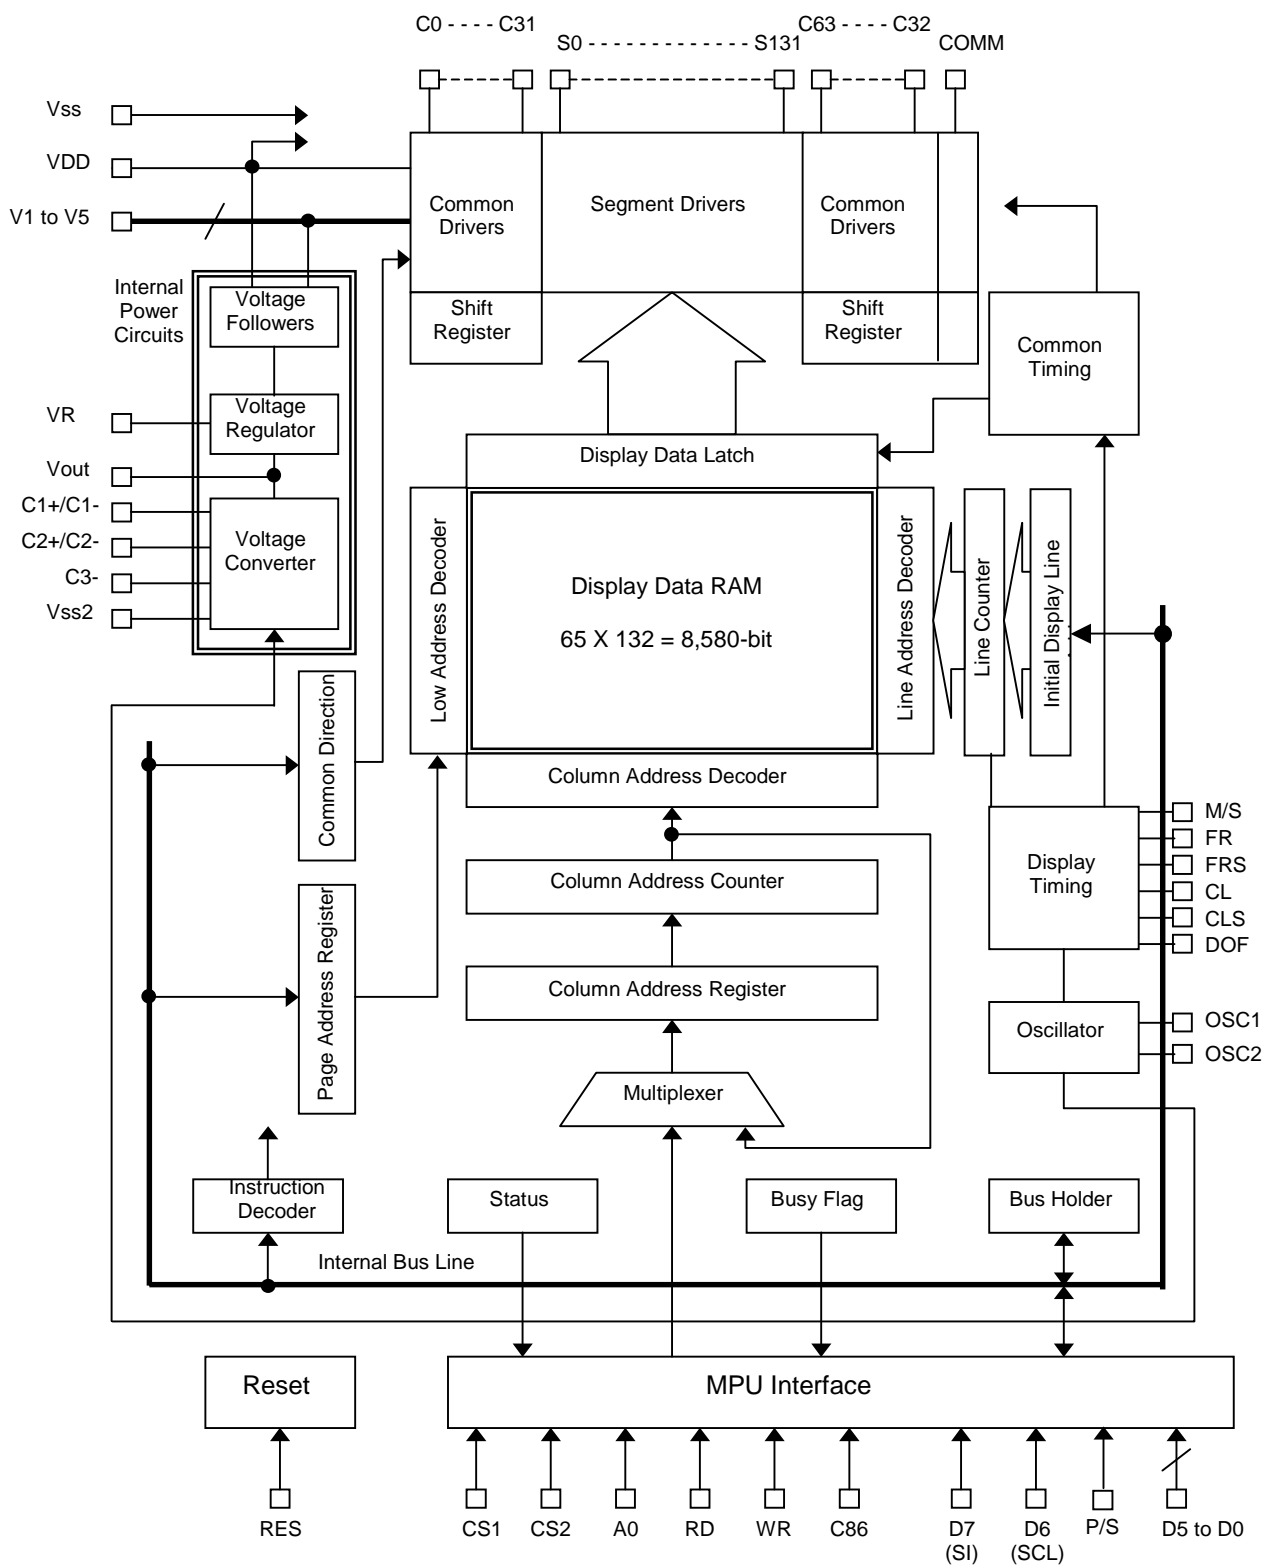 C0 - - - - C31
C63 - - - - C32
S0 - - - - - - - - - - - - - S131
COMM
Vss
VDD
V1 to V5
Internal
Power
Circuits
Voltage
Followers
Common
Drivers
Segment Drivers
Common
Drivers
Shift
Register
Shift
Register
Common
Timing
VR
Voltage
Regulator
Vout
C1+/C1-
C2+/C2-
C3-
Vss2
Voltage
Converter
Display Data Latch
Low Address Decoder
Display Data RAM
65 X 132 = 8,580-bit
Line Address Decoder
Line Counter
Initial Display Line
Common Direction
Column Address Decoder
Column Address Counter
Display
Timing
M/S
FR
FRS
CL
CLS
DOF
Page Address Register
Column Address Register
Oscillator
OSC1
OSC2
Multiplexer
Instruction
Decoder
Status
Busy Flag
Bus Holder
Internal Bus Line
Reset
MPU Interface
RES
CS1
CS2
A0
RD
WR
C86
D7
(SI)
D6
(SCL)
P/S
D5 to D0